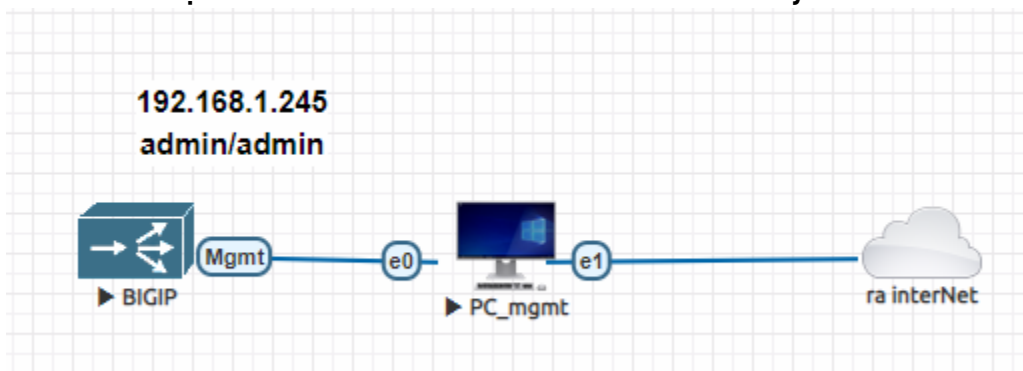 192.168.1.245
admin/admin
Mgmt
e0
e1
BIGIP
PC_mgmt
ra interNet